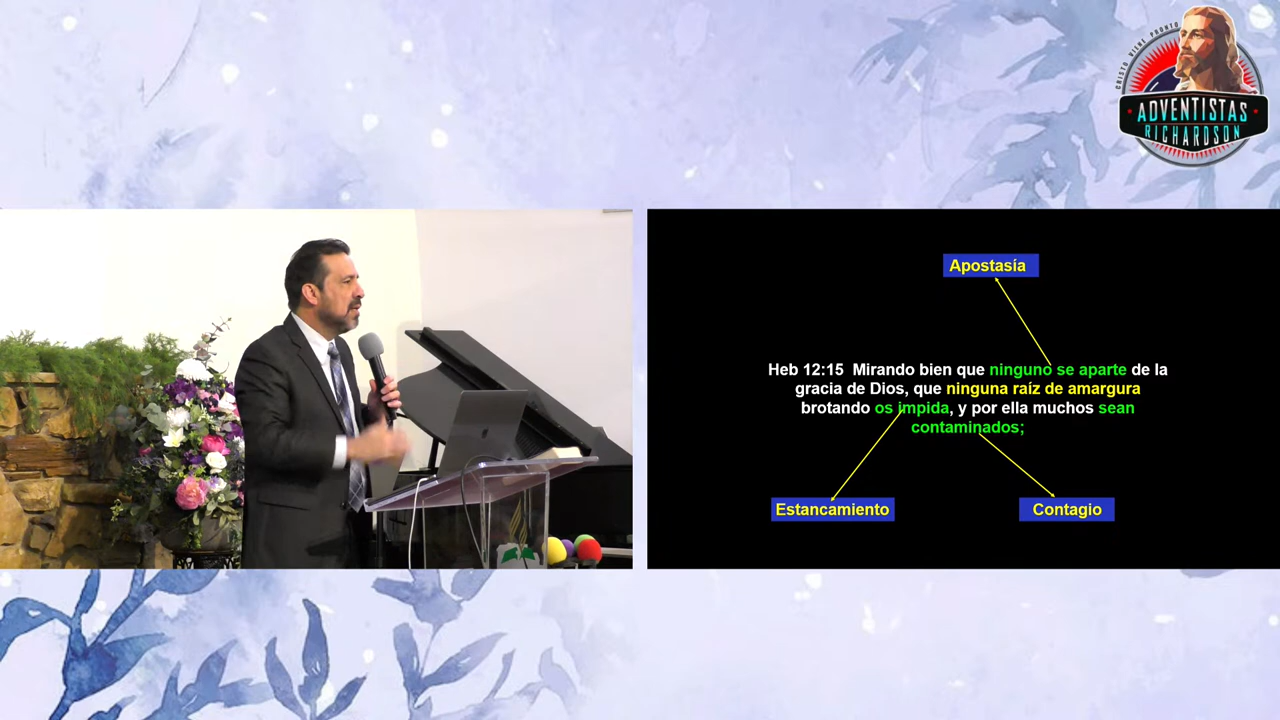 CRISTO VIENE PRONTO
ADVENTISTAS
RICHARDSON
Apostasía
Heb 12:15 Mirando bien que ninguno se aparte de la
gracia de Dios, que ninguna raíz de amargura
brotando os impida, y por ella muchos sean
contaminados;
Estancamiento
Contagio